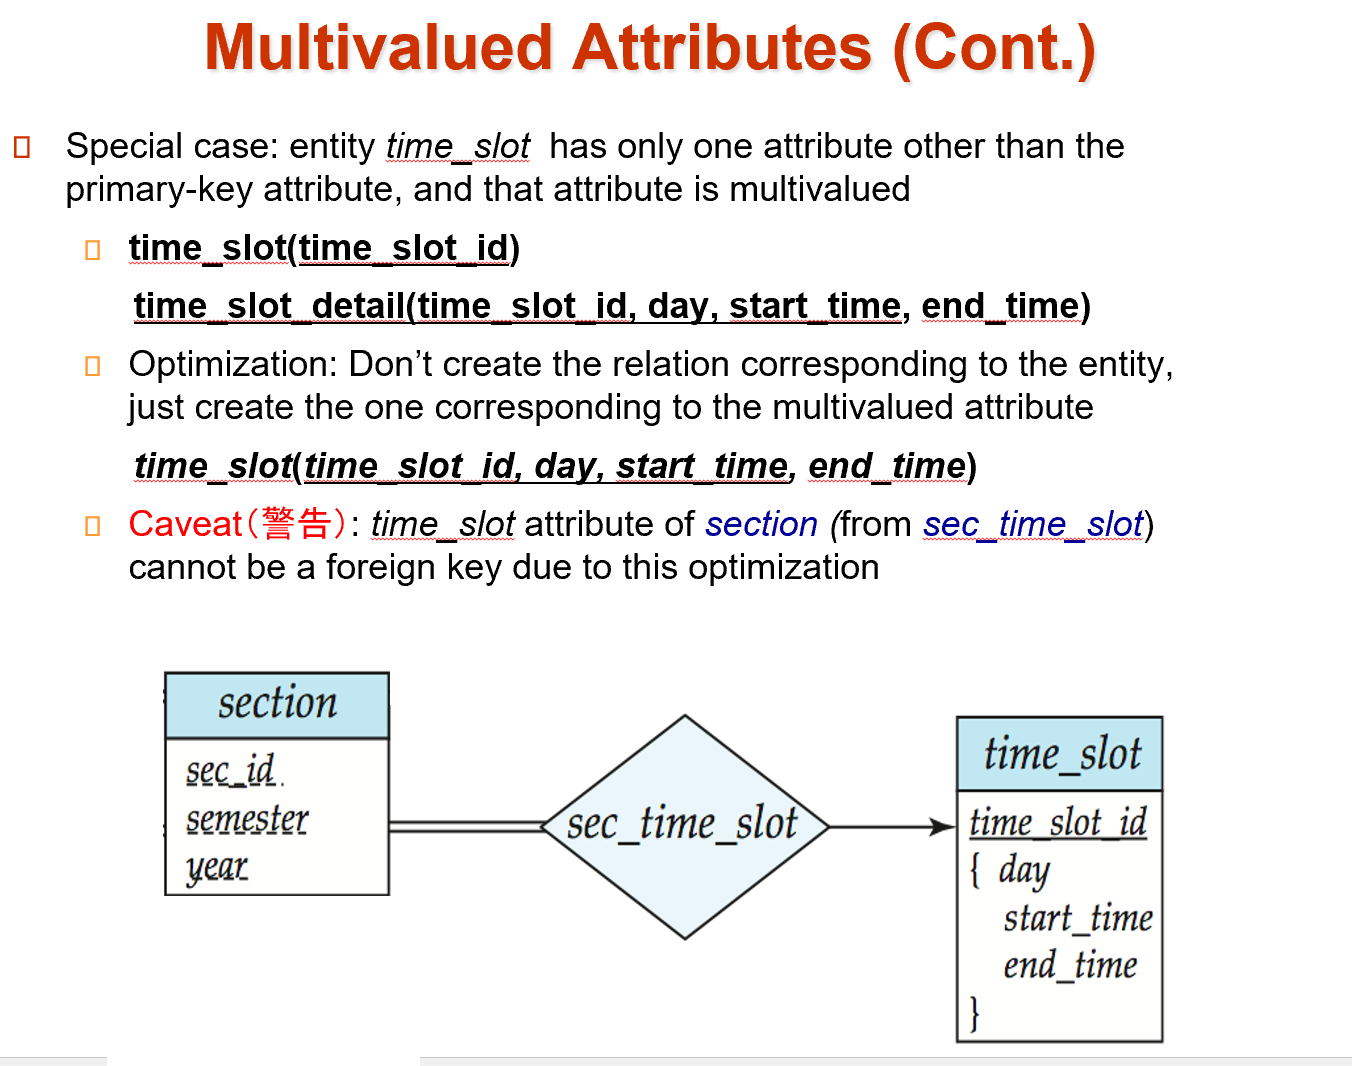 Multivalued Attributes (Cont.)
Special case: entity time_slot has only one attribute other than the
primary-key attribute, and that attribute is multivalued
time_slot(time_slot_id)
time_slot_detail(time_slot_id, day, start_time, end_time)
Optimization: Don’t create the relation corresponding to the entity,
just create the one corresponding to the multivalued attribute
time_slot(time_slot_id, day, start_time, end_time)
Caveat(警告): time_slot attribute of section (from sec_time_slot)
cannot be a foreign key due to this optimization
section
sec_id
semester
year
sec_time_slot
time_slot
time_slot_id
{ day
start_time
end_time
}